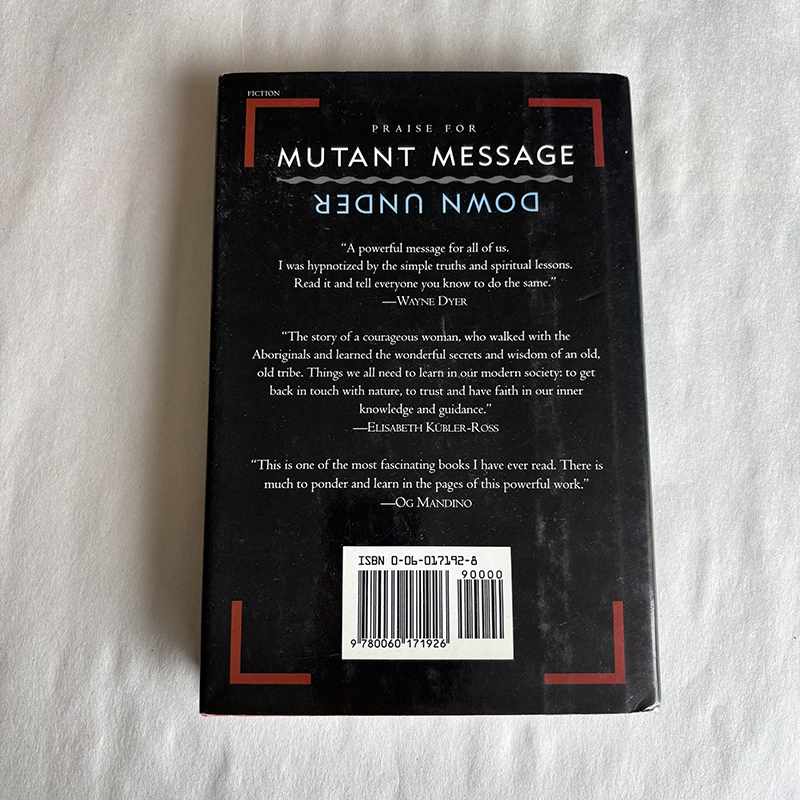 FICTION
PRAISE FOR
MUTANT MESSAGE
DOWN UNDER
“A powerful message for all of us.
I was hypnotized by the simple truths and spiritual lessons.
Read it and tell everyone you know to do the same.”
—WAYNE DYER
“The story of a courageous woman, who walked with the
Aboriginals and learned the wonderful secrets and wisdom of an old,
old tribe. Things we all need to learn in our modern society: to get
back in touch with nature, to trust and have faith in our inner
knowledge and guidance.”
—ELISABETH KÜBLER-ROSS
“This is one of the most fascinating books I have ever read. There is
much to ponder and learn in the pages of this powerful work.”
—OG MANDINO
ISBN 0-06-017192-8
90000
9 780060 171926